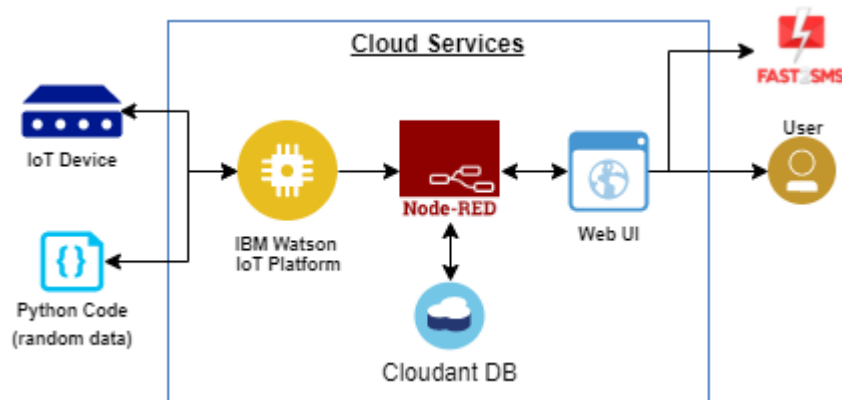 Cloud Services
FAST2SMS
IoT Device
User
Node-RED
Web UI
IBM Watson
IoT Platform
Python Code
(random data)
{}
Cloudant DB